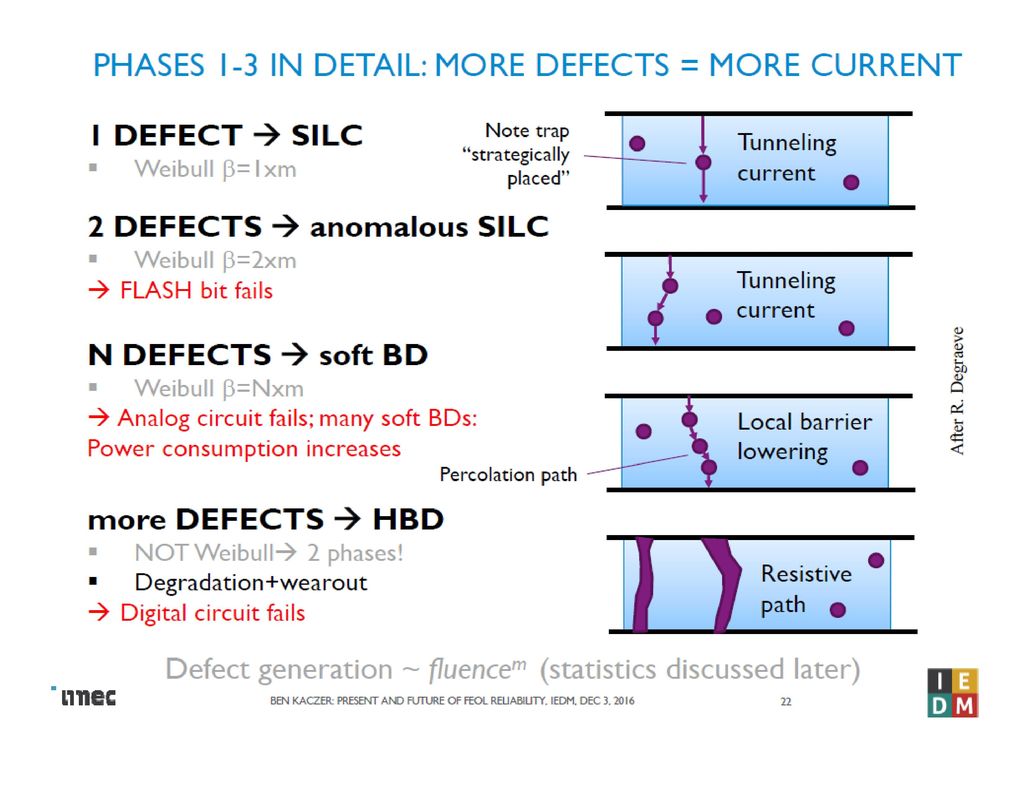 PHASES 1-3 IN DETAIL: MORE DEFECTS = MORE CURRENT
1 DEFECT → SILC
▪ Weibull β=1xm
Note trap
“strategically
placed”
Tunneling
current
2 DEFECTS → anomalous SILC
▪ Weibull β=2xm
→ FLASH bit fails
Tunneling
current
N DEFECTS → soft BD
▪ Weibull β=Nxm
→ Analog circuit fails; many soft BDs:
Power consumption increases
Percolation path
Local barrier
lowering
more DEFECTS → HBD
▪ NOT Weibull→ 2 phases!
▪ Degradation+wearout
→ Digital circuit fails
Resistive
path
After R. Degraeve
Defect generation ~ fluenceᵐ (statistics discussed later)
imec
BEN KACZER: PRESENT AND FUTURE OF FEOL RELIABILITY, IEDM, DEC 3, 2016
22
IEDM